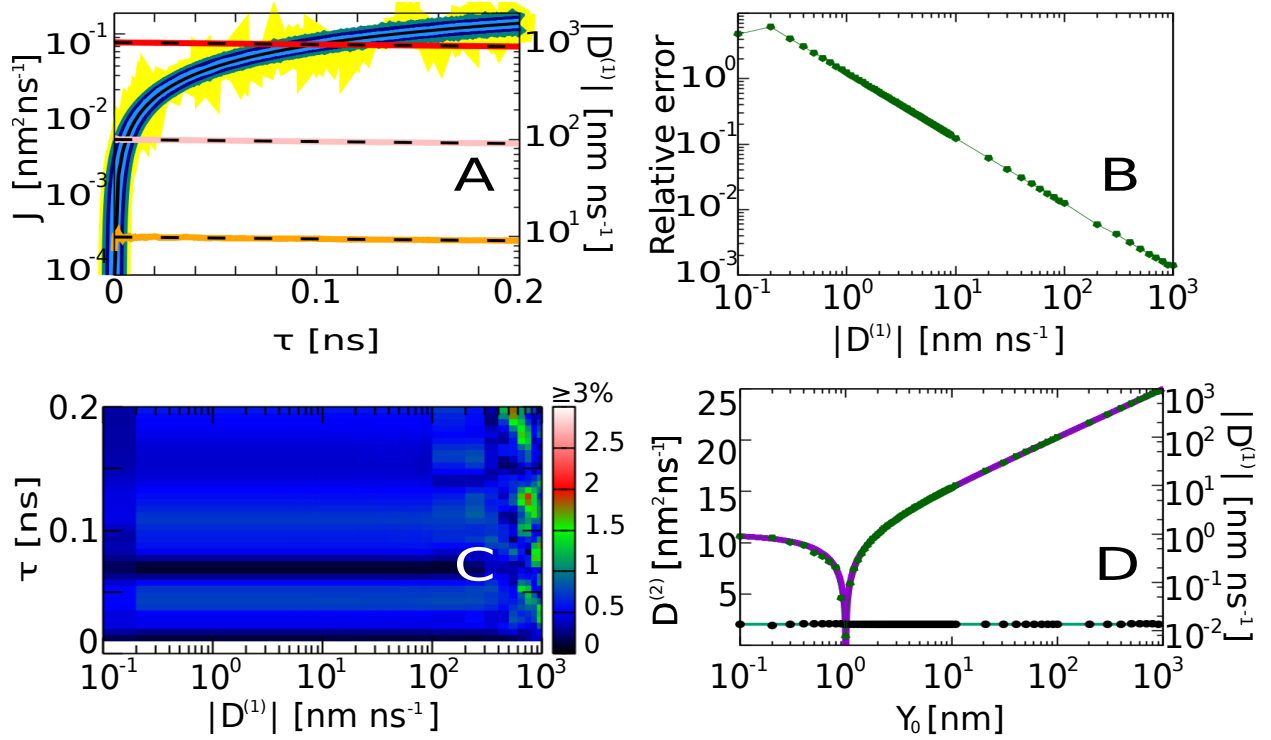 J [nm²ns⁻¹]
10⁻¹
10⁻²
10⁻³
10⁻⁴
A
10³
10²
10¹
|D⁽¹⁾| [nm ns⁻¹]
0 0.1 0.2
τ [ns]
Relative error
10⁰
10⁻¹
10⁻²
10⁻³
B
10⁻¹ 10⁰ 10¹ 10² 10³
|D⁽¹⁾| [nm ns⁻¹]
τ [ns]
0.2
0.1
0
C
≥3%
2.5
2
1.5
1
0.5
0
10⁻¹ 10⁰ 10¹ 10² 10³
|D⁽¹⁾| [nm ns⁻¹]
D⁽²⁾ [nm²ns⁻¹]
25
20
15
10
5
D
10³
10²
10¹
10⁰
10⁻¹
10⁻²
|D⁽¹⁾| [nm ns⁻¹]
10⁻¹ 10⁰ 10¹ 10² 10³
Y₀ [nm]